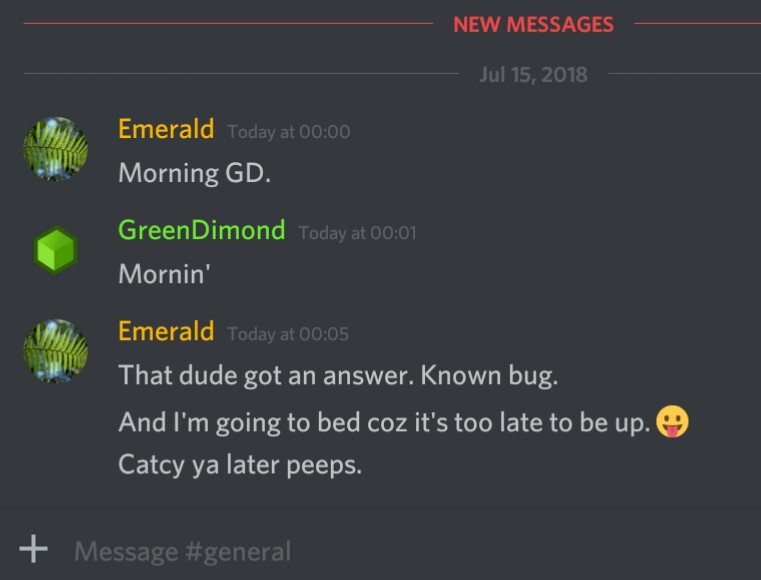 NEW MESSAGES
Jul 15, 2018
Emerald Today at 00:00
Morning GD.
GreenDimond Today at 00:01
Mornin'
Emerald Today at 00:05
That dude got an answer. Known bug.
And I'm going to bed coz it's too late to be up. 😛
Catcy ya later peeps.
Message #general